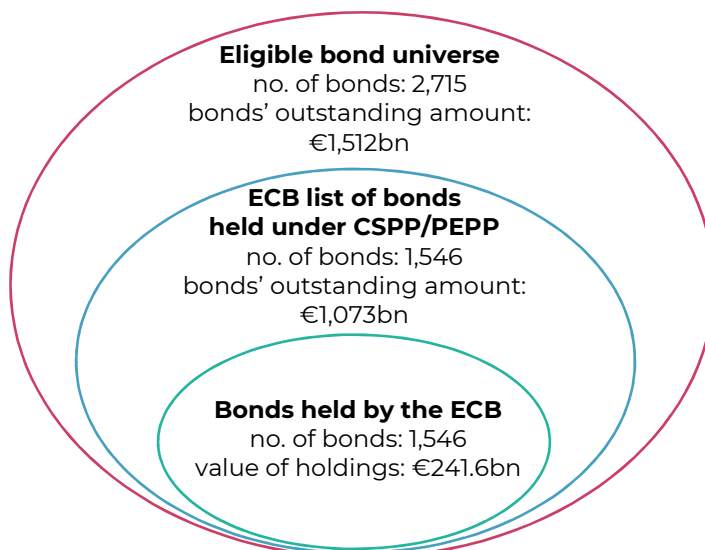 Eligible bond universe
no. of bonds: 2,715
bonds’ outstanding amount:
€1,512bn
ECB list of bonds
held under CSPP/PEPP
no. of bonds: 1,546
bonds’ outstanding amount:
€1,073bn
Bonds held by the ECB
no. of bonds: 1,546
value of holdings: €241.6bn